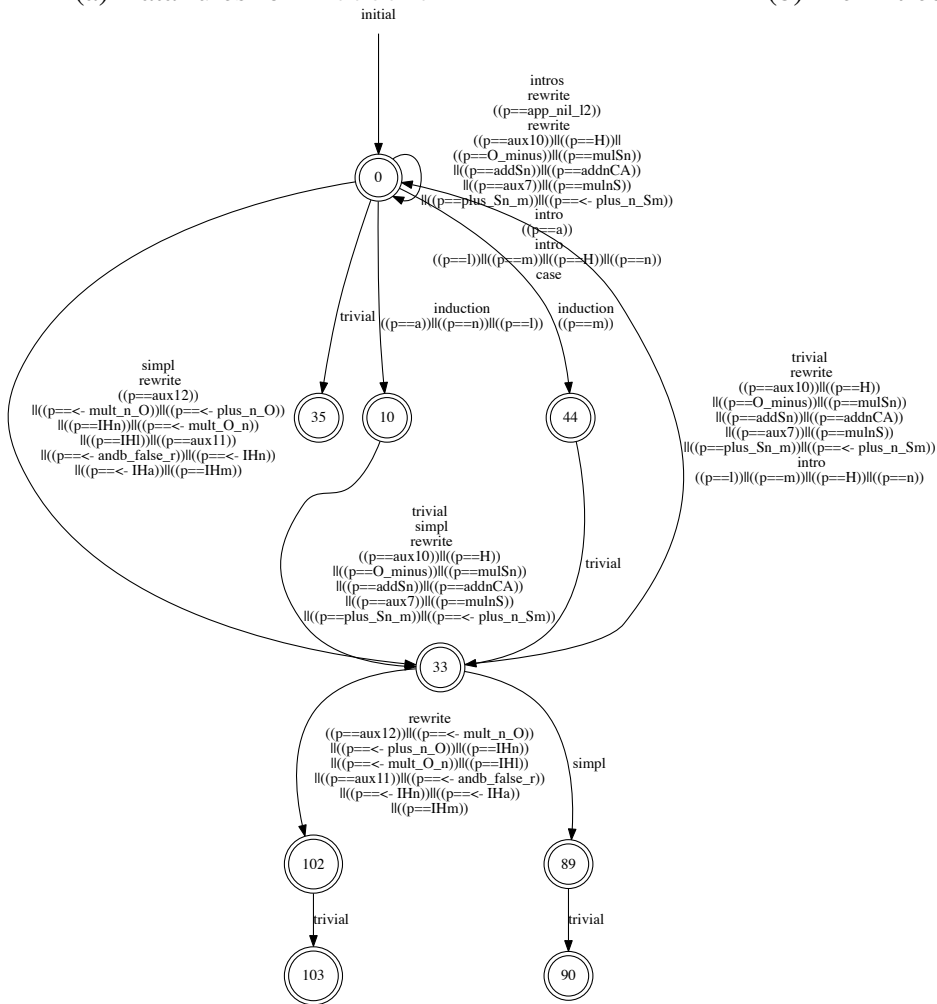 initial
intros
rewrite
((p==app_nil_l2))
rewrite
((p==aux10))||((p==H))||
((p==O_minus))||((p==mulSn))
||((p==addSn))||((p==addnCA))
||((p==aux7))||((p==mulnS))
||((p==plus_Sn_m))||((p==<- plus_n_Sm))
intro
((p==a))
intro
((p==l))||((p==m))||((p==H))||((p==n))
case
0
trivial
induction
((p==a))||((p==n))||((p==l))
induction
((p==m))
simpl
rewrite
((p==aux12))
||((p==<- mult_n_O))||((p==<- plus_n_O))
||((p==IHn))||((p==<- mult_O_n))
||((p==IHl))||((p==aux11))
||((p==<- andb_false_r))||((p==<- IHn))
||((p==<- IHa))||((p==IHm))
35
10
44
trivial
rewrite
((p==aux10))||((p==H))
||((p==O_minus))||((p==mulSn))
||((p==addSn))||((p==addnCA))
||((p==aux7))||((p==mulnS))
||((p==plus_Sn_m))||((p==<- plus_n_Sm))
intro
((p==l))||((p==m))||((p==H))||((p==n))
trivial
simpl
rewrite
((p==aux10))||((p==H))
||((p==O_minus))||((p==mulSn))
||((p==addSn))||((p==addnCA))
||((p==aux7))||((p==mulnS))
||((p==plus_Sn_m))||((p==<- plus_n_Sm))
trivial
33
rewrite
((p==aux12))||((p==<- mult_n_O))
||((p==<- plus_n_O))||((p==IHn))
||((p==<- mult_O_n))||((p==IHl))
||((p==aux11))||((p==<- andb_false_r))
||((p==<- IHn))||((p==<- IHa))
||((p==IHm))
simpl
102
89
trivial
trivial
103
90